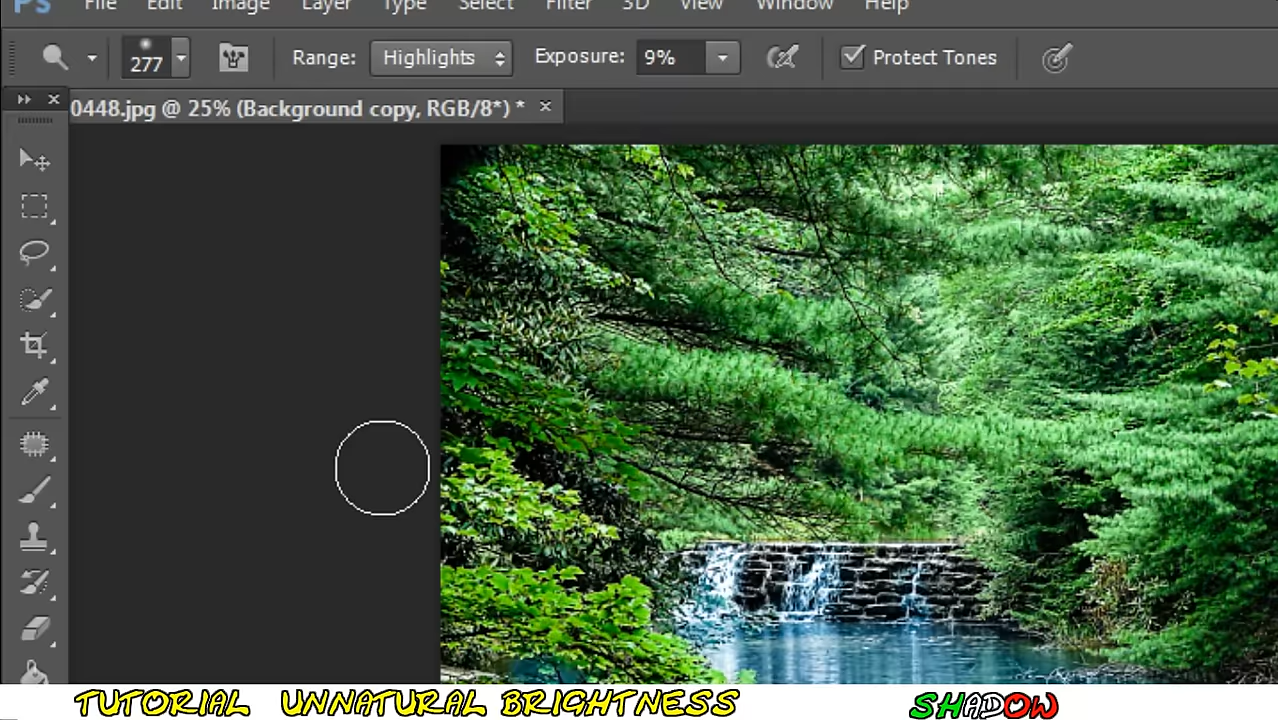 Ps File Edit Image Layer Type Select Filter 3D View Window Help
277 Range: Highlights Exposure: 9% Protect Tones
0448.jpg @ 25% (Background copy, RGB/8*) * ×
TUTORIAL UNNATURAL BRIGHTNESS SHADOW